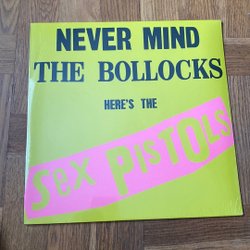 NEVER MIND
THE BOLLOCKS
HERE'S THE
SEX PISTOLS